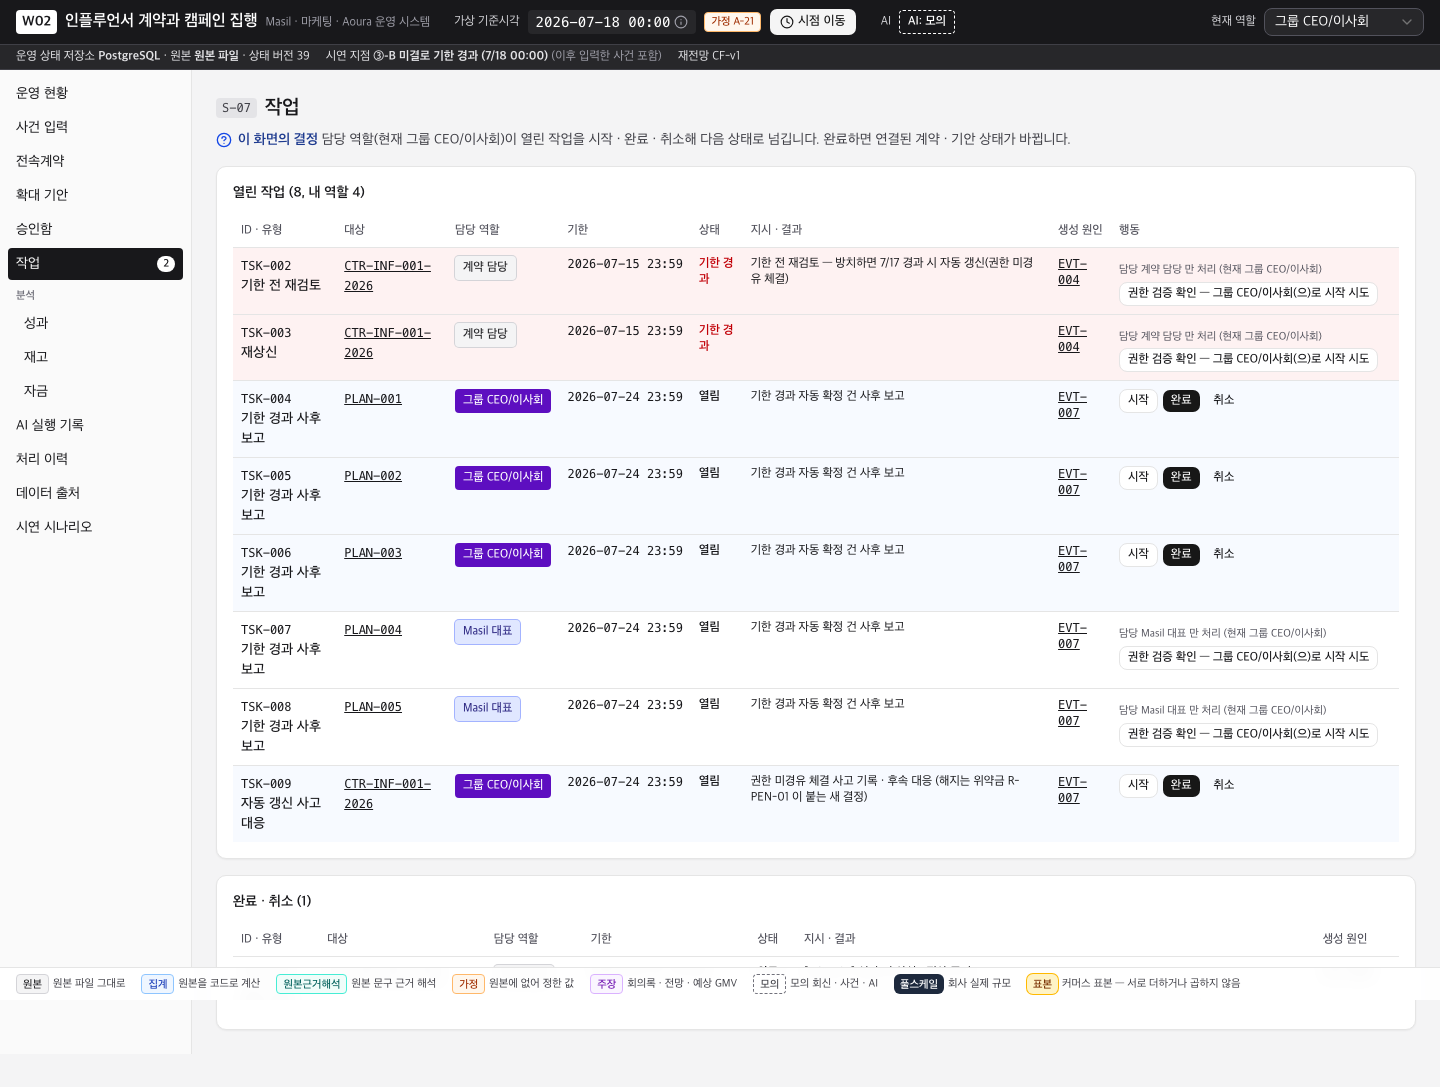 W02 인플루언서 계약과 캠페인 집행 Masil · 마케팅 · Aoura 운영 시스템 가상 기준시각 2026-07-18 00:00 가정 A-21 시점 이동 AI AI: 모의 현재 역할 그룹 CEO/이사회
운영 상태 저장소 PostgreSQL · 원본 원본 파일 · 상태 버전 39 시연 지점 ③-B 미결로 기한 경과 (7/18 00:00) (이후 입력한 사건 포함) 재전망 CF-v1
운영 현황
사건 입력
전속계약
확대 기안
승인함
작업 2
분석
성과
재고
자금
AI 실행 기록
처리 이력
데이터 출처
시연 시나리오
S-07 작업
이 화면의 결정 담당 역할(현재 그룹 CEO/이사회)이 열린 작업을 시작 · 완료 · 취소해 다음 상태로 넘깁니다. 완료하면 연결된 계약 · 기안 상태가 바뀝니다.
열린 작업 (8, 내 역할 4)
ID · 유형 대상 담당 역할 기한 상태 지시 · 결과 생성 원인 행동
TSK-002
기한 전 재검토
CTR-INF-001-
2026
계약 담당
2026-07-15 23:59
기한 경
과
기한 전 재검토 — 방치하면 7/17 경과 시 자동 갱신(권한 미경
유 체결)
EVT-
004
담당 계약 담당 만 처리 (현재 그룹 CEO/이사회)
권한 검증 확인 — 그룹 CEO/이사회(으)로 시작 시도
TSK-003
재상신
CTR-INF-001-
2026
계약 담당
2026-07-15 23:59
기한 경
과
EVT-
004
담당 계약 담당 만 처리 (현재 그룹 CEO/이사회)
권한 검증 확인 — 그룹 CEO/이사회(으)로 시작 시도
TSK-004
기한 경과 사후
보고
PLAN-001
그룹 CEO/이사회
2026-07-24 23:59
열림
기한 경과 자동 확정 건 사후 보고
EVT-
007
시작 완료 취소
TSK-005
기한 경과 사후
보고
PLAN-002
그룹 CEO/이사회
2026-07-24 23:59
열림
기한 경과 자동 확정 건 사후 보고
EVT-
007
시작 완료 취소
TSK-006
기한 경과 사후
보고
PLAN-003
그룹 CEO/이사회
2026-07-24 23:59
열림
기한 경과 자동 확정 건 사후 보고
EVT-
007
시작 완료 취소
TSK-007
기한 경과 사후
보고
PLAN-004
Masil 대표
2026-07-24 23:59
열림
기한 경과 자동 확정 건 사후 보고
EVT-
007
담당 Masil 대표 만 처리 (현재 그룹 CEO/이사회)
권한 검증 확인 — 그룹 CEO/이사회(으)로 시작 시도
TSK-008
기한 경과 사후
보고
PLAN-005
Masil 대표
2026-07-24 23:59
열림
기한 경과 자동 확정 건 사후 보고
EVT-
007
담당 Masil 대표 만 처리 (현재 그룹 CEO/이사회)
권한 검증 확인 — 그룹 CEO/이사회(으)로 시작 시도
TSK-009
자동 갱신 사고
대응
CTR-INF-001-
2026
그룹 CEO/이사회
2026-07-24 23:59
열림
권한 미경유 체결 사고 기록 · 후속 대응 (해지는 위약금 R-
PEN-01 이 붙는 새 결정)
EVT-
007
시작 완료 취소
완료 · 취소 (1)
ID · 유형 대상 담당 역할 기한 상태 지시 · 결과 생성 원인
원본 원본 파일 그대로 집계 원본을 코드로 계산 원본근거해석 원본 문구 근거 해석 가정 원본에 없어 정한 값 주장 회의록 · 전망 · 예상 GMV 모의 모의 회신 · 사건 · AI 풀스케일 회사 실제 규모 표본 커머스 표본 — 서로 더하거나 곱하지 않음